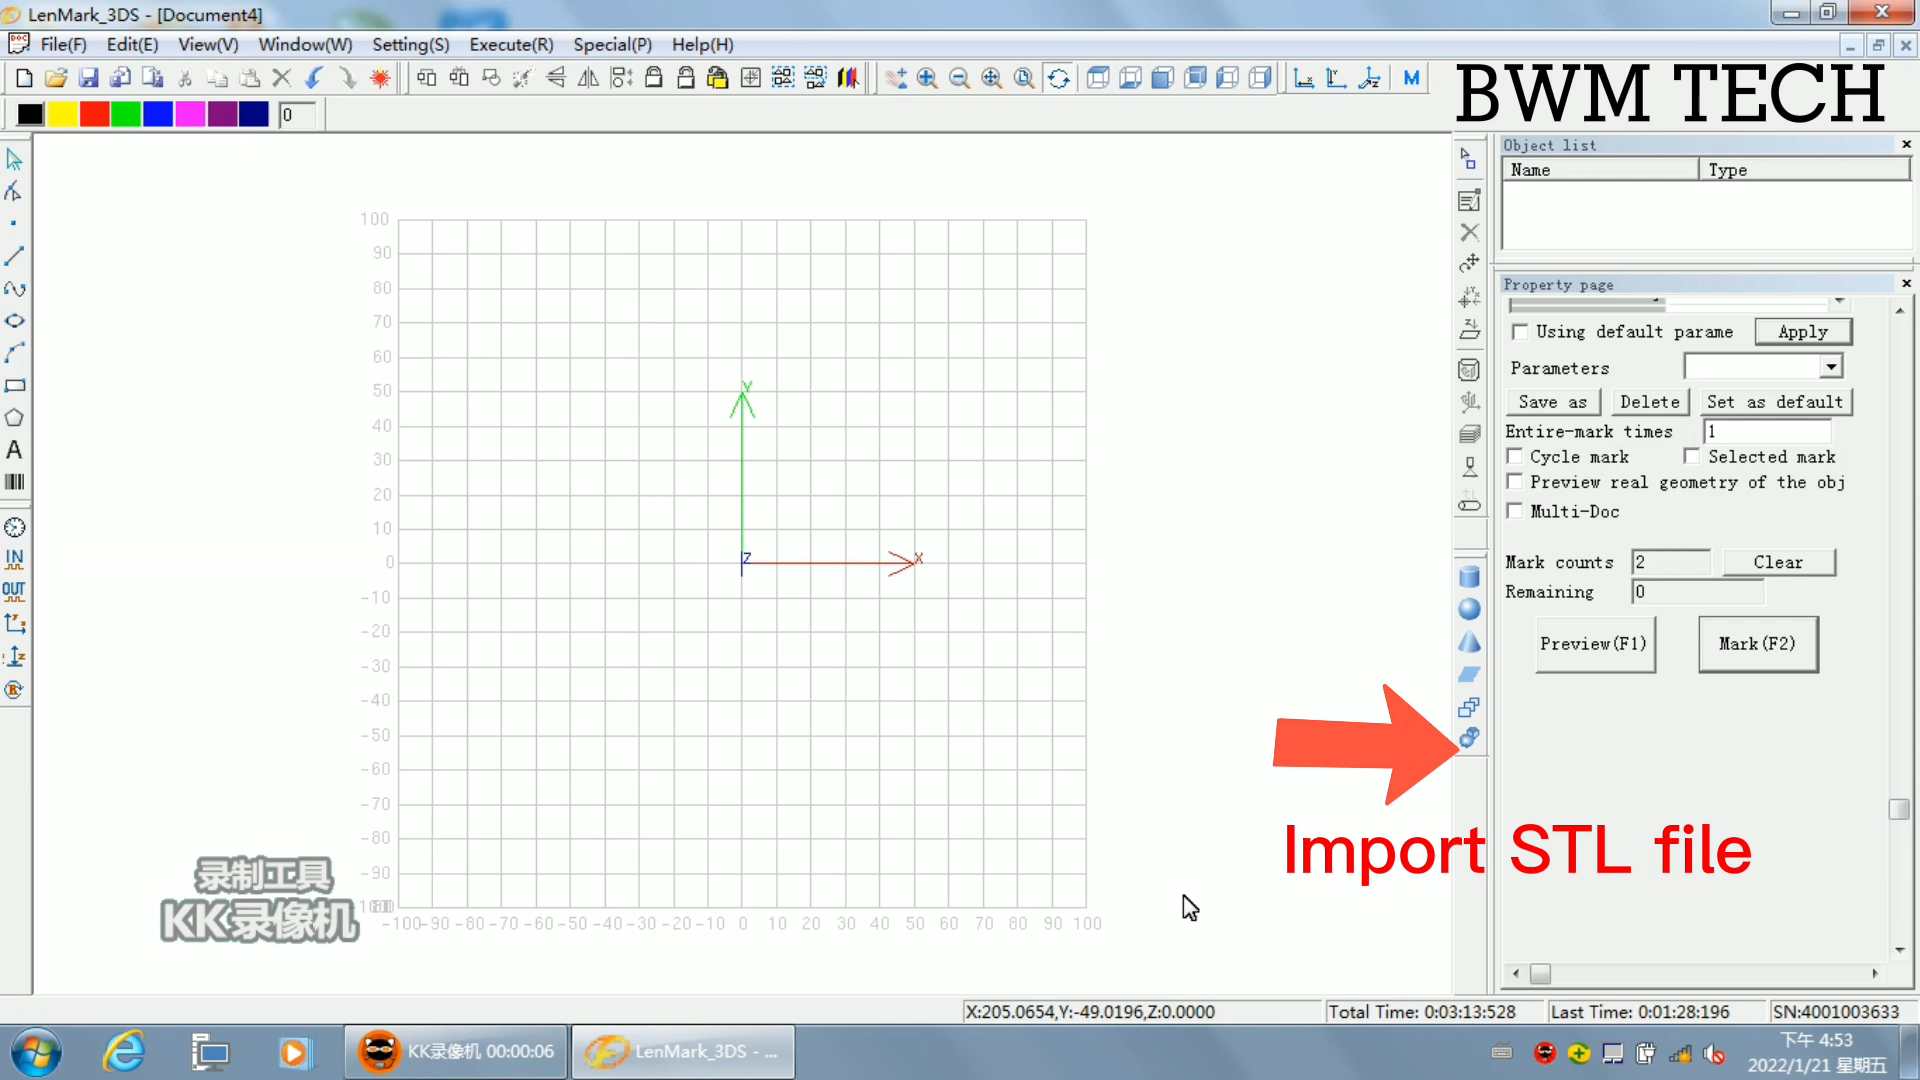 LenMark_3DS - [Document4]
File(F) Edit(E) View(V) Window(W) Setting(S) Execute(R) Special(P) Help(H)
M
BWM TECH
0
Object list
Name Type
Property page
Using default parame Apply
Parameters
Save as Delete Set as default
Entire-mark times 1
Cycle mark Selected mark
Preview real geometry of the obj
Multi-Doc
Mark counts 2 Clear
Remaining 0
Preview(F1) Mark(F2)
A
IN
OUT
100
90
80
70
60
50
40
30
20
10
0
-10
-20
-30
-40
-50
-60
-70
-80
-90
Y
Z
X
-100 -90 -80 -70 -60 -50 -40 -30 -20 -10 0 10 20 30 40 50 60 70 80 90 100
Import STL file
录制工具
KK录像机
X:205.0654,Y:-49.0196,Z:0.0000 Total Time: 0:03:13:528 Last Time: 0:01:28:196 SN:4001003633
KK录像机 00:00:06 LenMark_3DS - ...
下午 4:53
2022/1/21 星期五